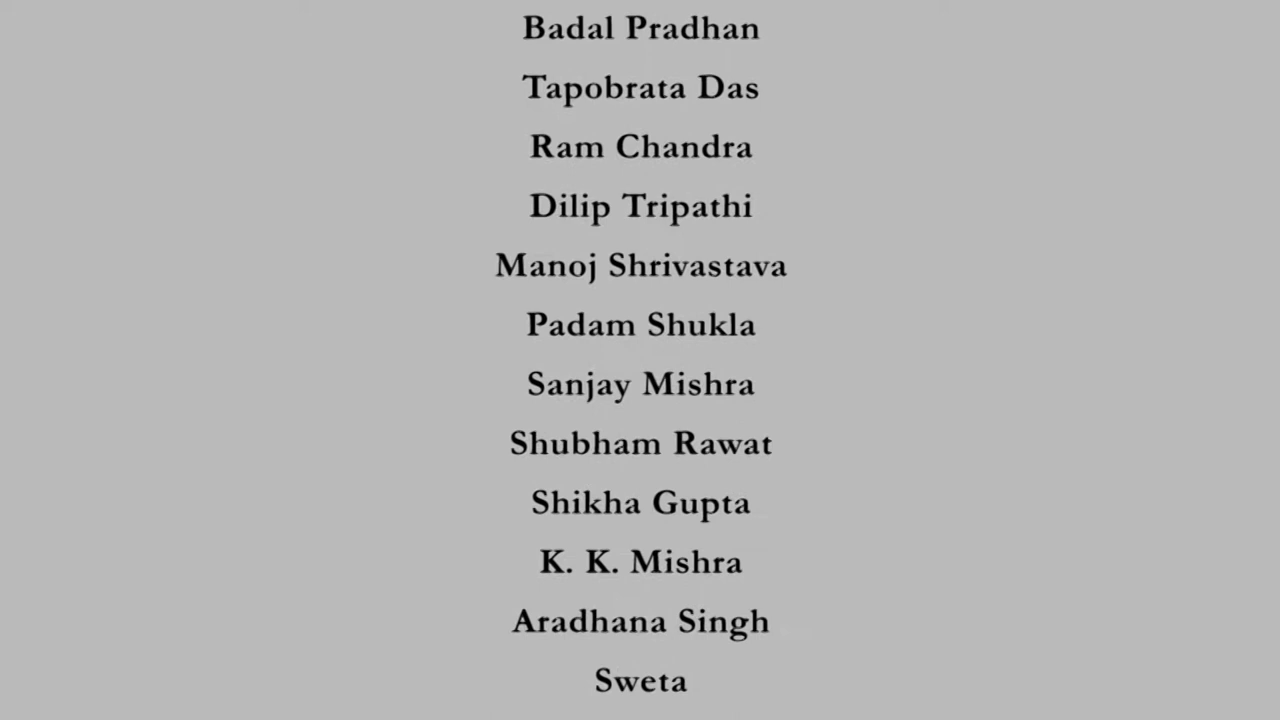 Badal Pradhan
Tapobrata Das
Ram Chandra
Dilip Tripathi
Manoj Shrivastava
Padam Shukla
Sanjay Mishra
Shubham Rawat
Shikha Gupta
K. K. Mishra
Aradhana Singh
Sweta